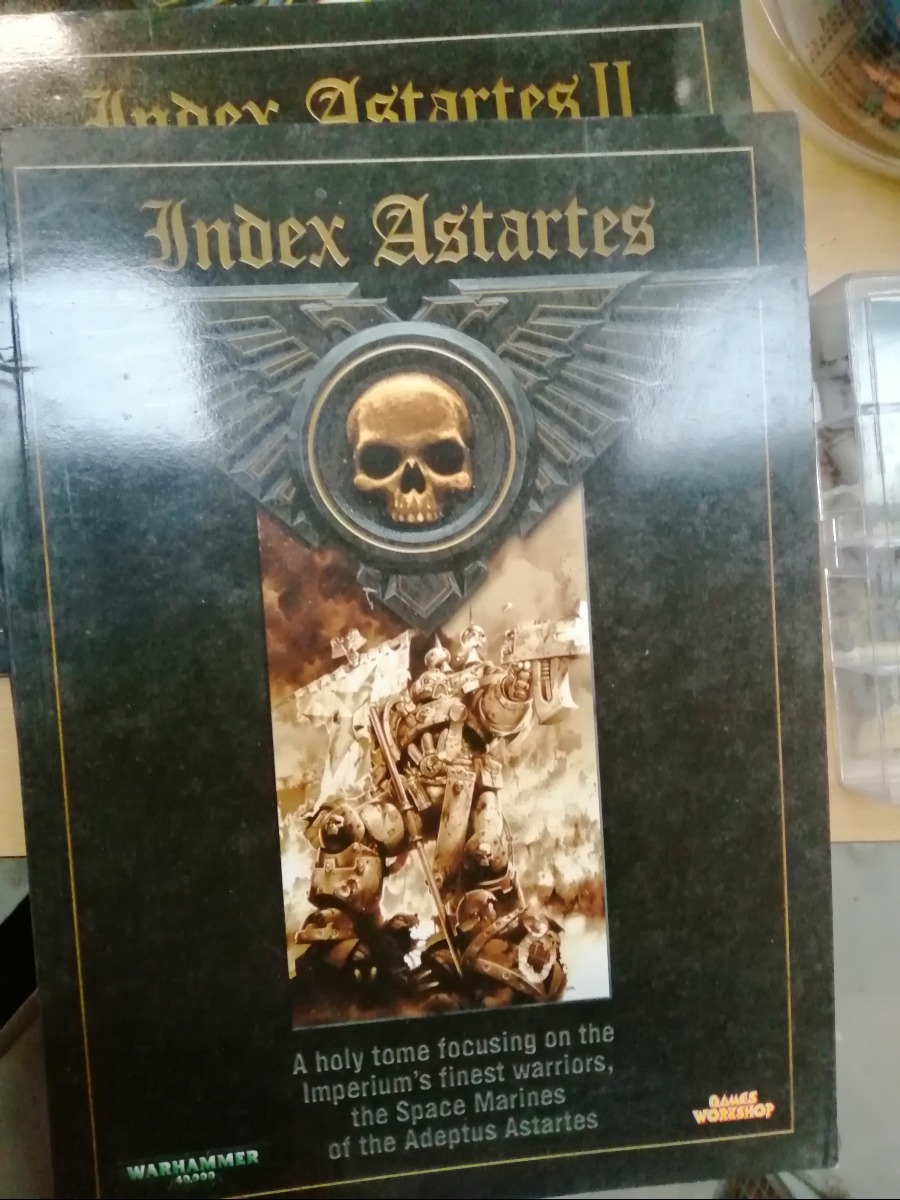 Index Astartes II
Index Astartes
A holy tome focusing on the
Imperium's finest warriors,
the Space Marines
of the Adeptus Astartes
WARHAMMER
40,000
GAMES
WORKSHOP